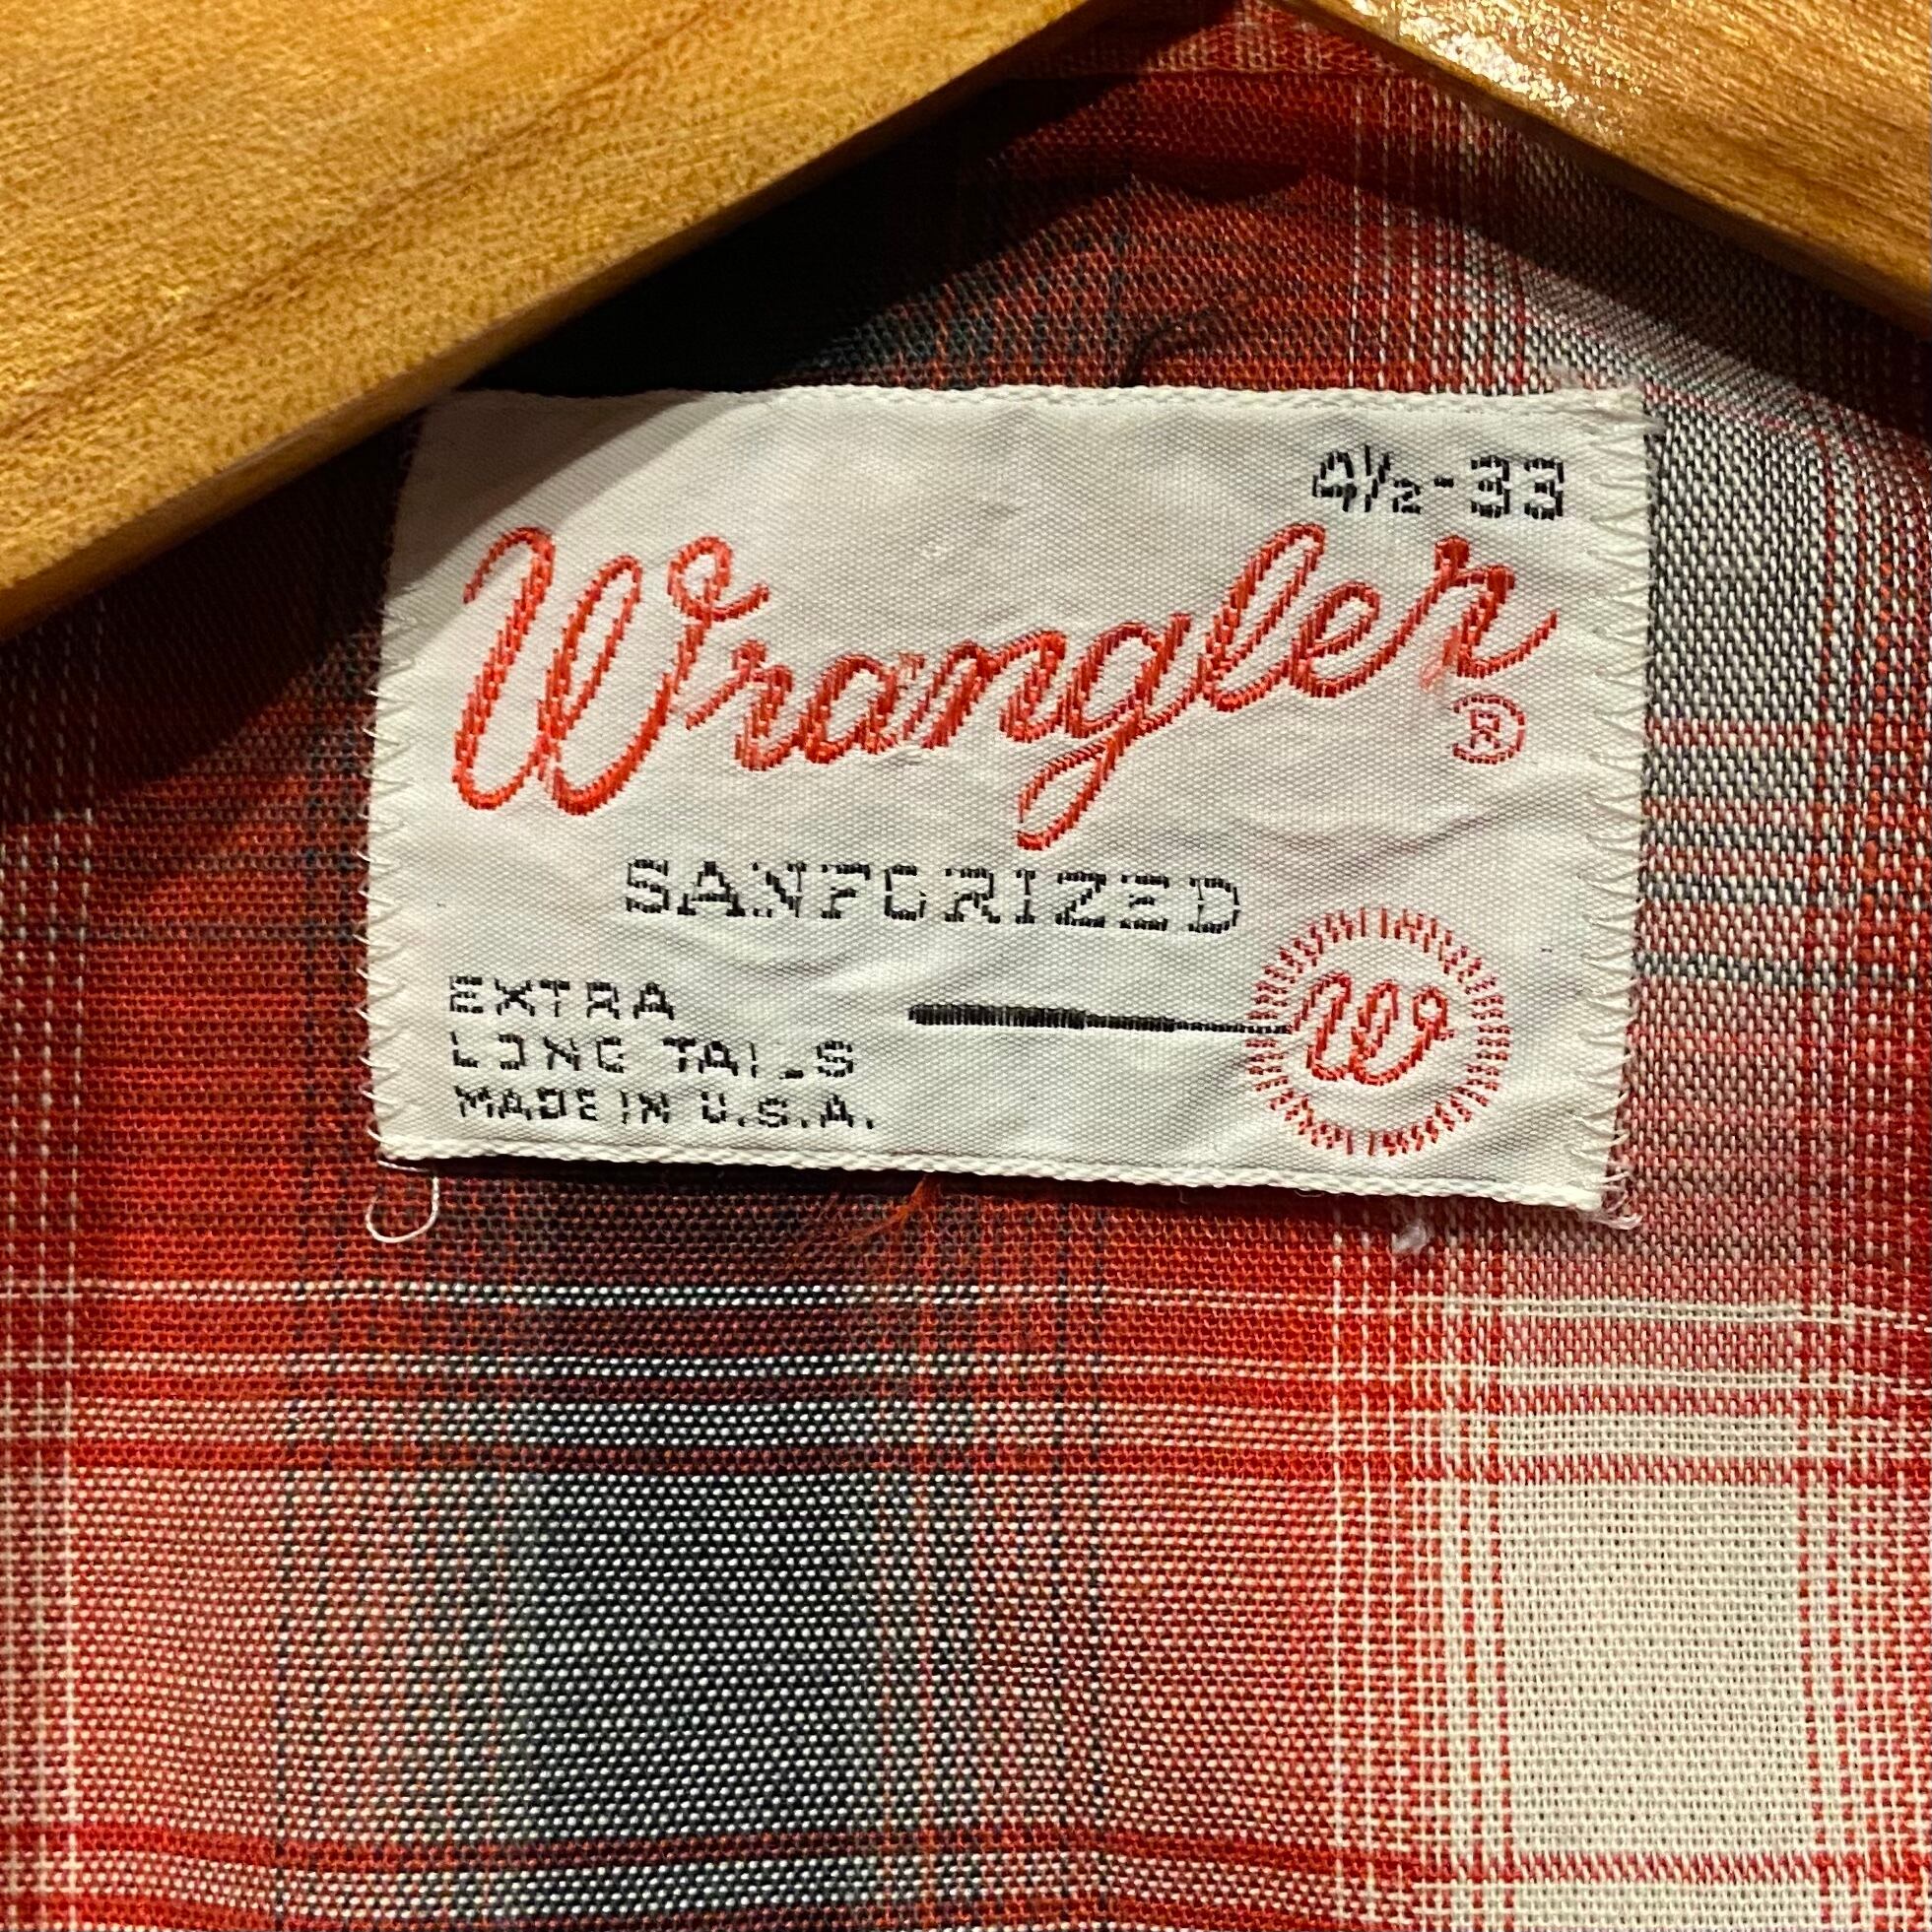 4½-33
Wrangler
®
SANFORIZED
EXTRA
LONG TAILS
MADE IN U.S.A.
W